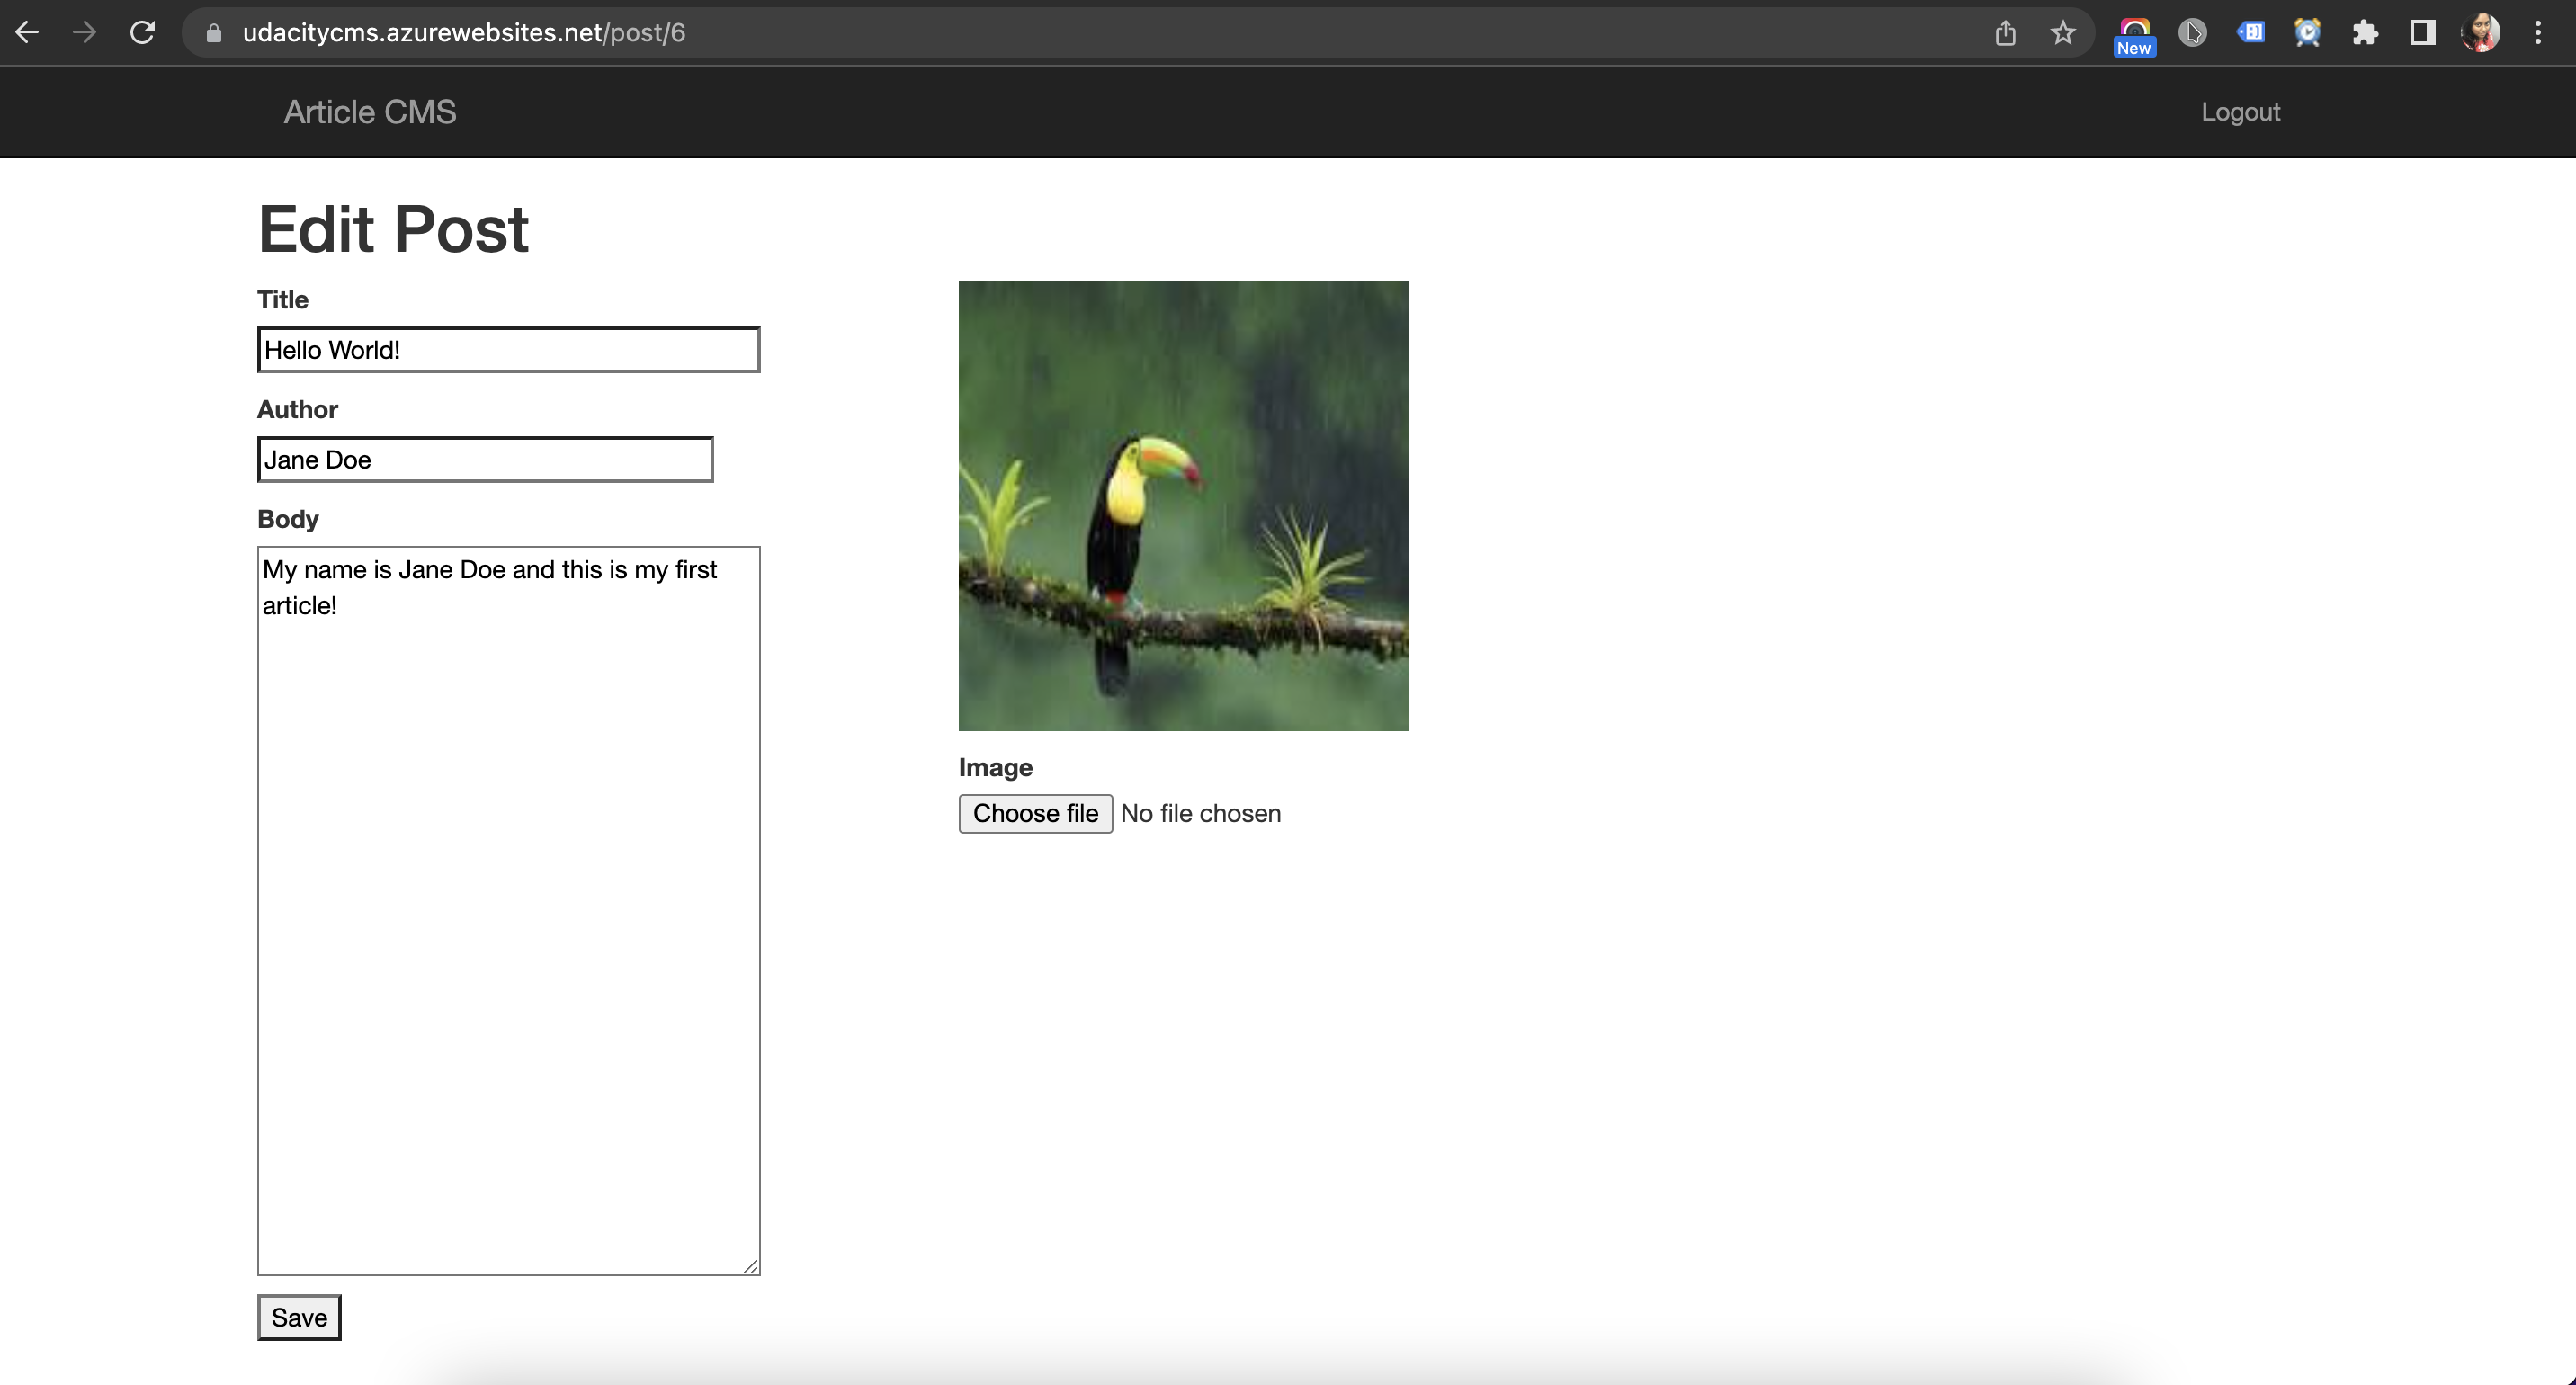 udacitycms.azurewebsites.net/post/6
New
Article CMS
Logout
Edit Post
Title
Hello World!
Author
Jane Doe
Body
My name is Jane Doe and this is my first
article!
Image
Choose file No file chosen
Save